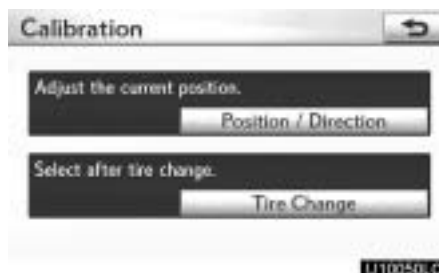 Calibration
Adjust the current position.
Position / Direction
Select after tire change.
Tire Change